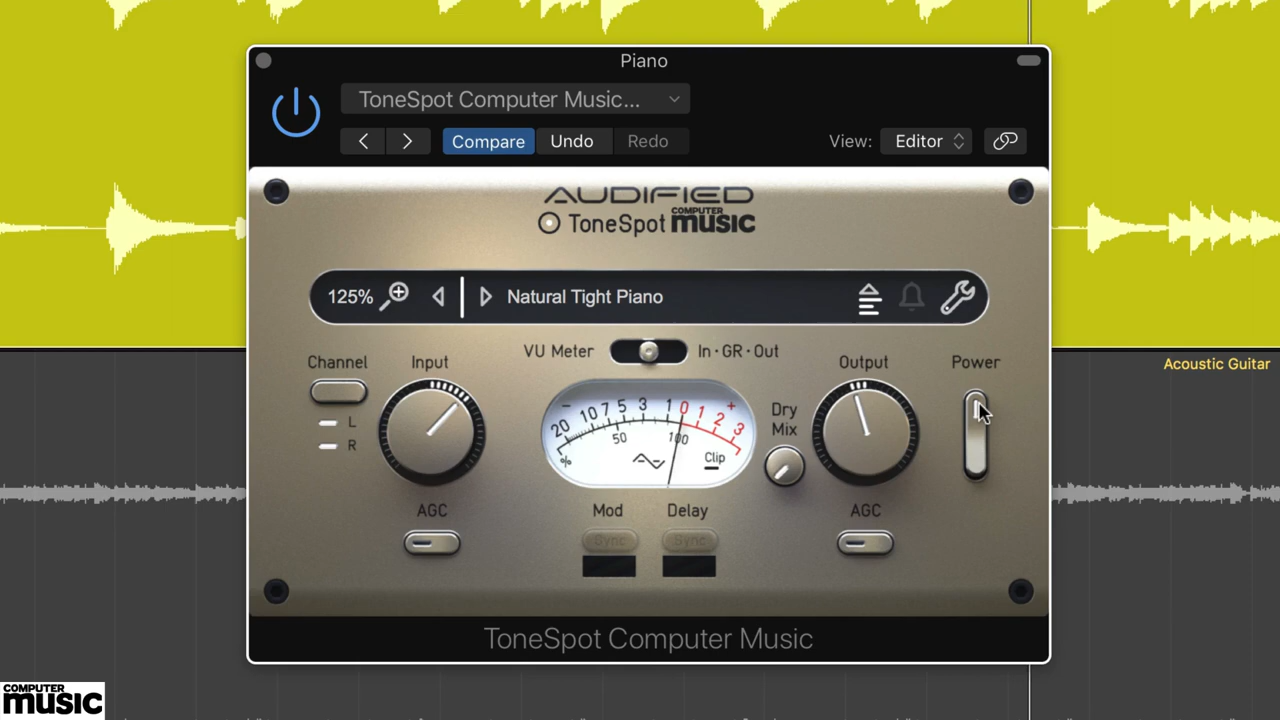 Piano
ToneSpot Computer Music...
Compare
Undo
Redo
View:
Editor
AUDIFIED
ToneSpot COMPUTER MUSIC
125%
Natural Tight Piano
VU Meter
In · GR · Out
Channel
Input
Output
Power
Acoustic Guitar
L
R
− 20 10 7 5 3 1 0 1 2 3 +
% 50 100
Clip
Dry
Mix
AGC
Mod
Delay
AGC
Sync
Sync
ToneSpot Computer Music
COMPUTER
MUSIC